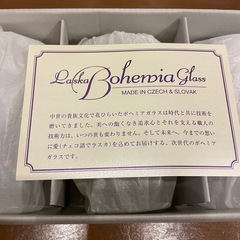 Laska Bohemia Glass
MADE IN CZECH & SLOVAK
中世の貴族文化で花ひらいたボヘミアガラスは時代と共に技術を
磨いてきました。美への飽くなき追求心とそれを支える職人の
技術力は、いつの世も変わりません。そして未来へ、今までの想い
に愛(チェコ語でラスカ)を込めてお届けする、次世代のボヘミア
ガラスです。